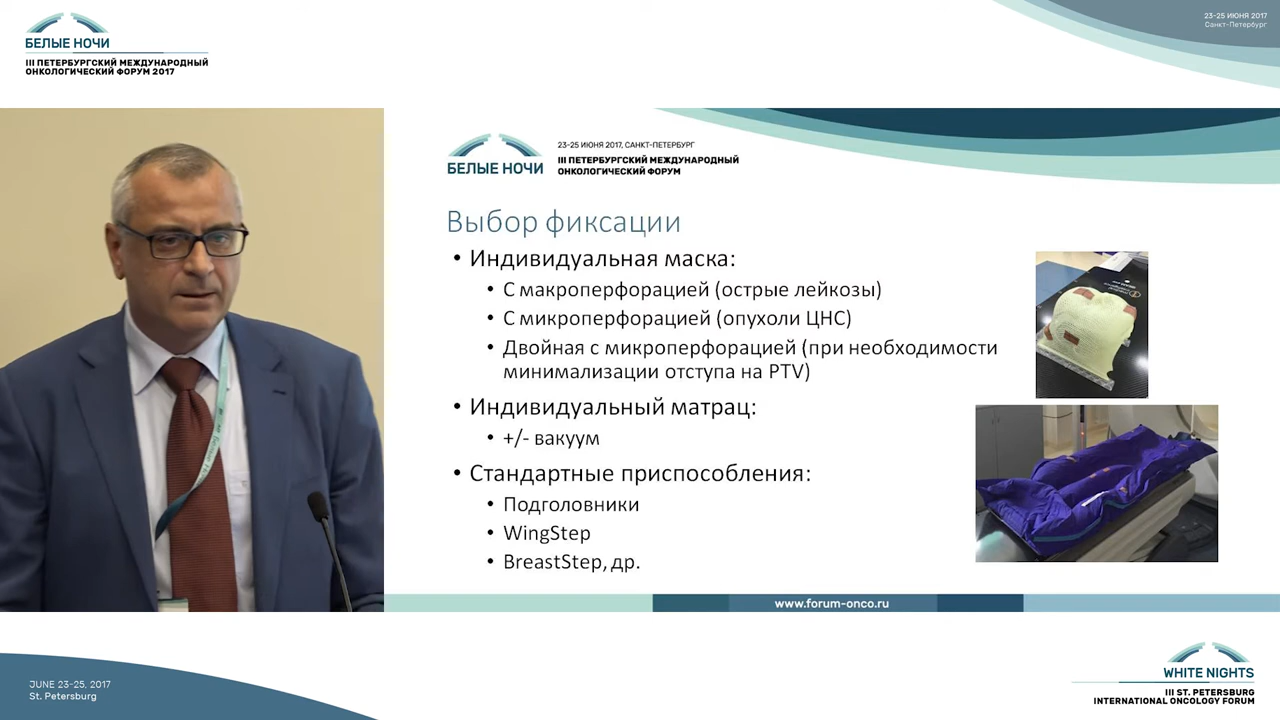 БЕЛЫЕ НОЧИ
III ПЕТЕРБУРГСКИЙ МЕЖДУНАРОДНЫЙ
ОНКОЛОГИЧЕСКИЙ ФОРУМ 2017
23-25 ИЮНЯ 2017
Санкт-Петербург
БЕЛЫЕ НОЧИ
23-25 ИЮНЯ 2017, САНКТ-ПЕТЕРБУРГ
III ПЕТЕРБУРГСКИЙ МЕЖДУНАРОДНЫЙ
ОНКОЛОГИЧЕСКИЙ ФОРУМ
Выбор фиксации
• Индивидуальная маска:
• С макроперфорацией (острые лейкозы)
• С микроперфорацией (опухоли ЦНС)
• Двойная с микроперфорацией (при необходимости
минимализации отступа на PTV)
• Индивидуальный матрац:
• +/- вакуум
• Стандартные приспособления:
• Подголовники
• WingStep
• BreastStep, др.
www.forum-onco.ru
JUNE 23-25, 2017
St. Petersburg
WHITE NIGHTS
III ST. PETERSBURG
INTERNATIONAL ONCOLOGY FORUM